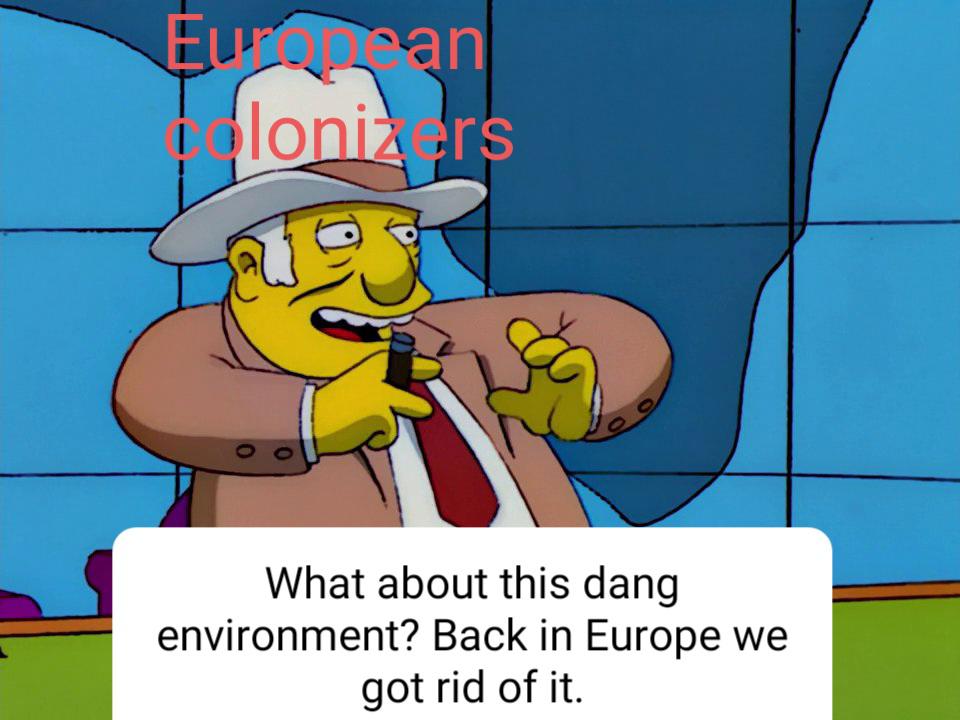 European
colonizers
What about this dang
environment? Back in Europe we
got rid of it.